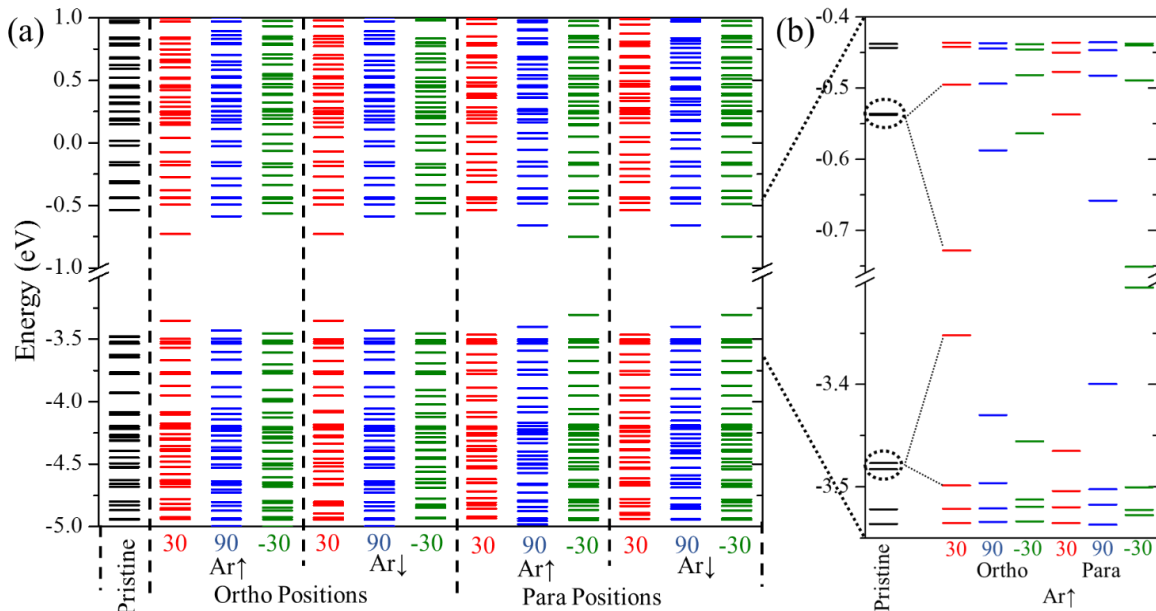 (a)
(b)
1.0
0.5
0.0
-0.5
-1.0
-3.5
-4.0
-4.5
-5.0
Energy (eV)
-0.4
-0.5
-0.6
-0.7
-3.4
-3.5
Pristine
30 90 -30 30 90 -30 30 90 -30 30 90 -30
Ar↑ Ar↓ Ar↑ Ar↓
Ortho Positions Para Positions
Pristine
30 90 -30 30 90 -30
Ortho Para
Ar↑